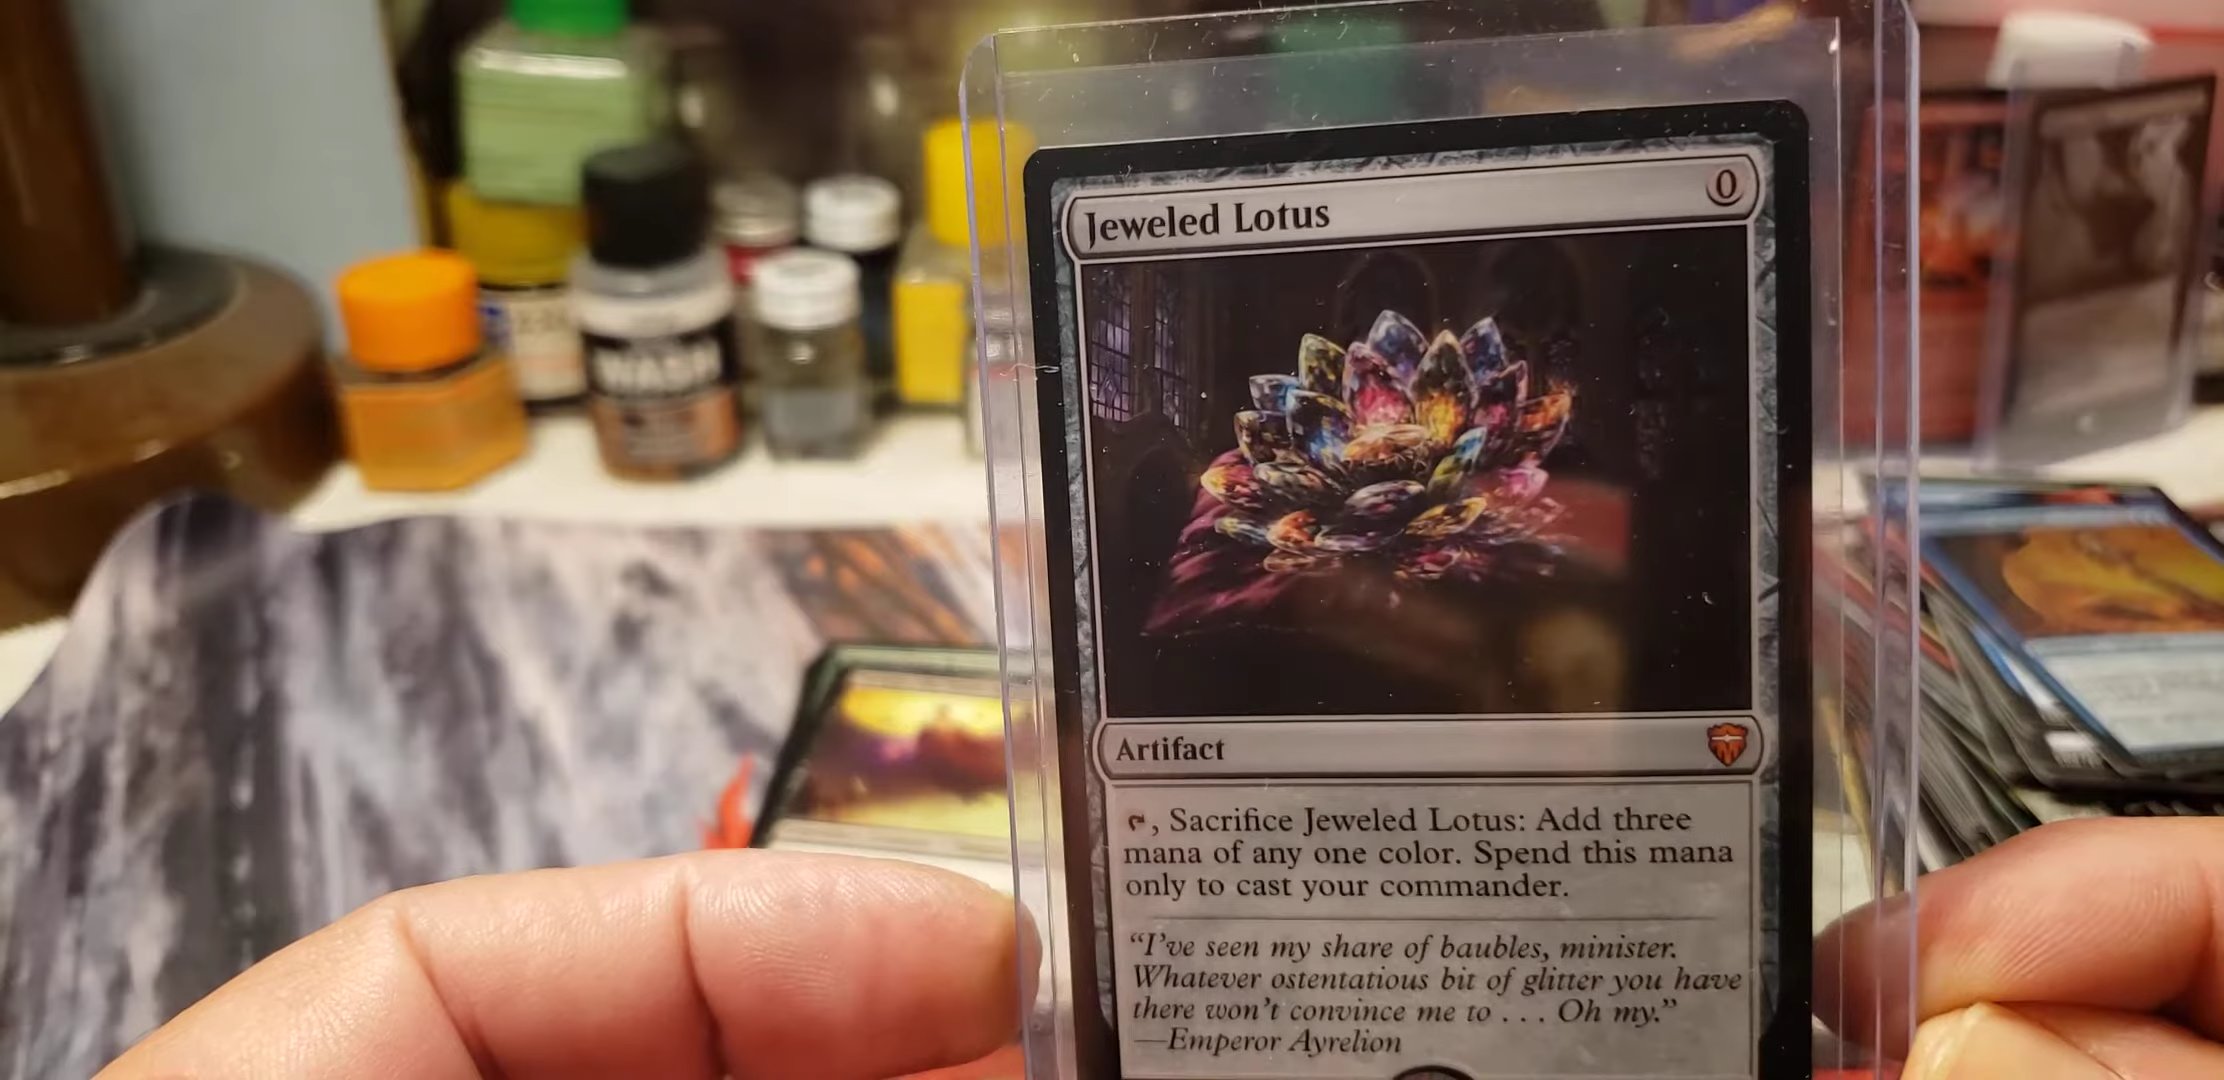 WASH
Jeweled Lotus
0
Artifact
, Sacrifice Jeweled Lotus: Add three
mana of any one color. Spend this mana
only to cast your commander.
“I’ve seen my share of baubles, minister.
Whatever ostentatious bit of glitter you have
there won’t convince me to . . . Oh my.”
—Emperor Ayrelion